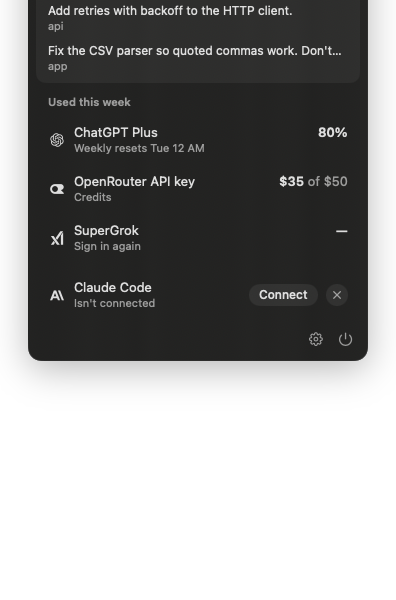 Add retries with backoff to the HTTP client.
api
Fix the CSV parser so quoted commas work. Don't...
app
Used this week
ChatGPT Plus 80%
Weekly resets Tue 12 AM
OpenRouter API key $35 of $50
Credits
SuperGrok —
Sign in again
Claude Code Connect
Isn't connected